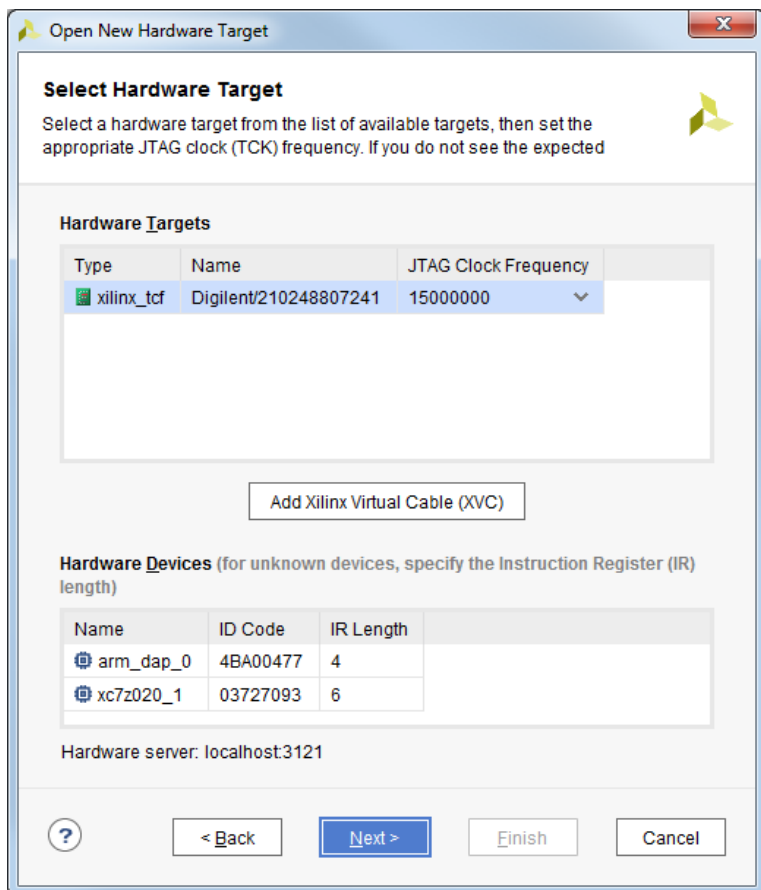 Open New Hardware Target
Select Hardware Target
Select a hardware target from the list of available targets, then set the
appropriate JTAG clock (TCK) frequency. If you do not see the expected
Hardware Targets
Type Name JTAG Clock Frequency
xilinx_tcf Digilent/210248807241 15000000
Add Xilinx Virtual Cable (XVC)
Hardware Devices (for unknown devices, specify the Instruction Register (IR)
length)
Name ID Code IR Length
arm_dap_0 4BA00477 4
xc7z020_1 03727093 6
Hardware server: localhost:3121
? < Back Next > Finish Cancel